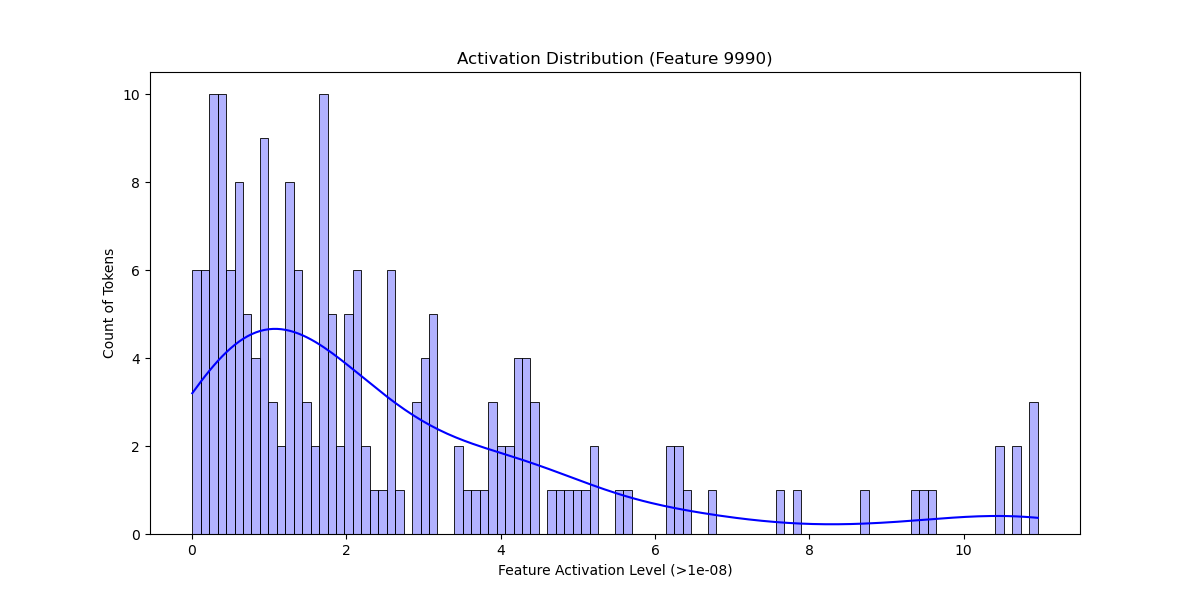 Activation Distribution (Feature 9990)
Count of Tokens
10
8
6
4
2
0
0 2 4 6 8 10
Feature Activation Level (>1e-08)